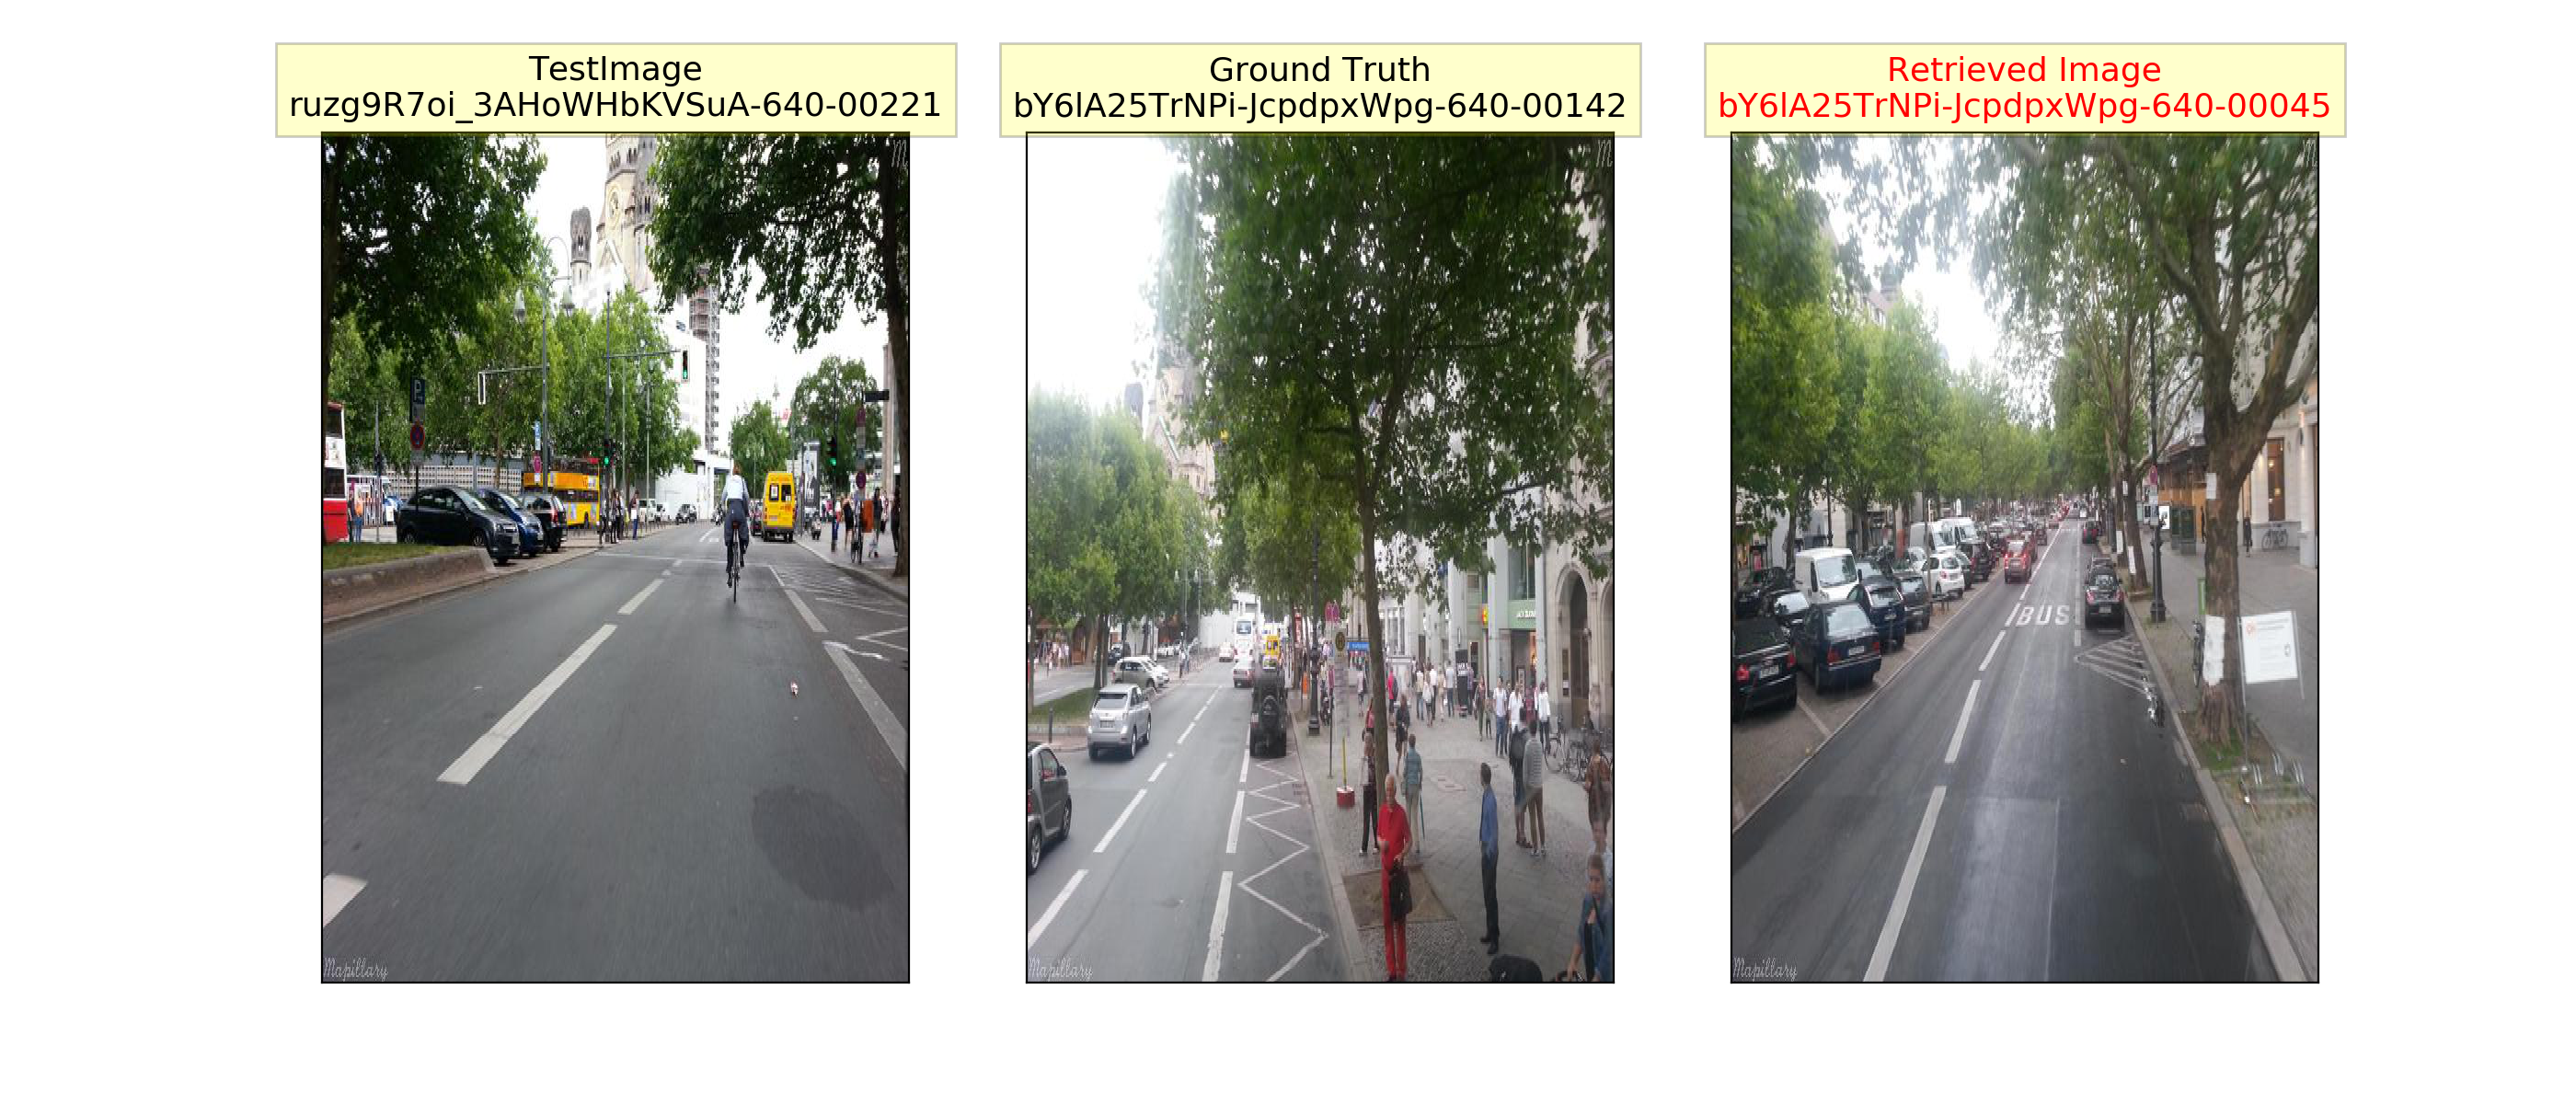 TestImage
ruzg9R7oi_3AHoWHbKVSuA-640-00221
Ground Truth
bY6lA25TrNPi-JcpdpxWpg-640-00142
Retrieved Image
bY6lA25TrNPi-JcpdpxWpg-640-00045
M
M
P
BUS
Mapillary
Mapillary
Mapillary